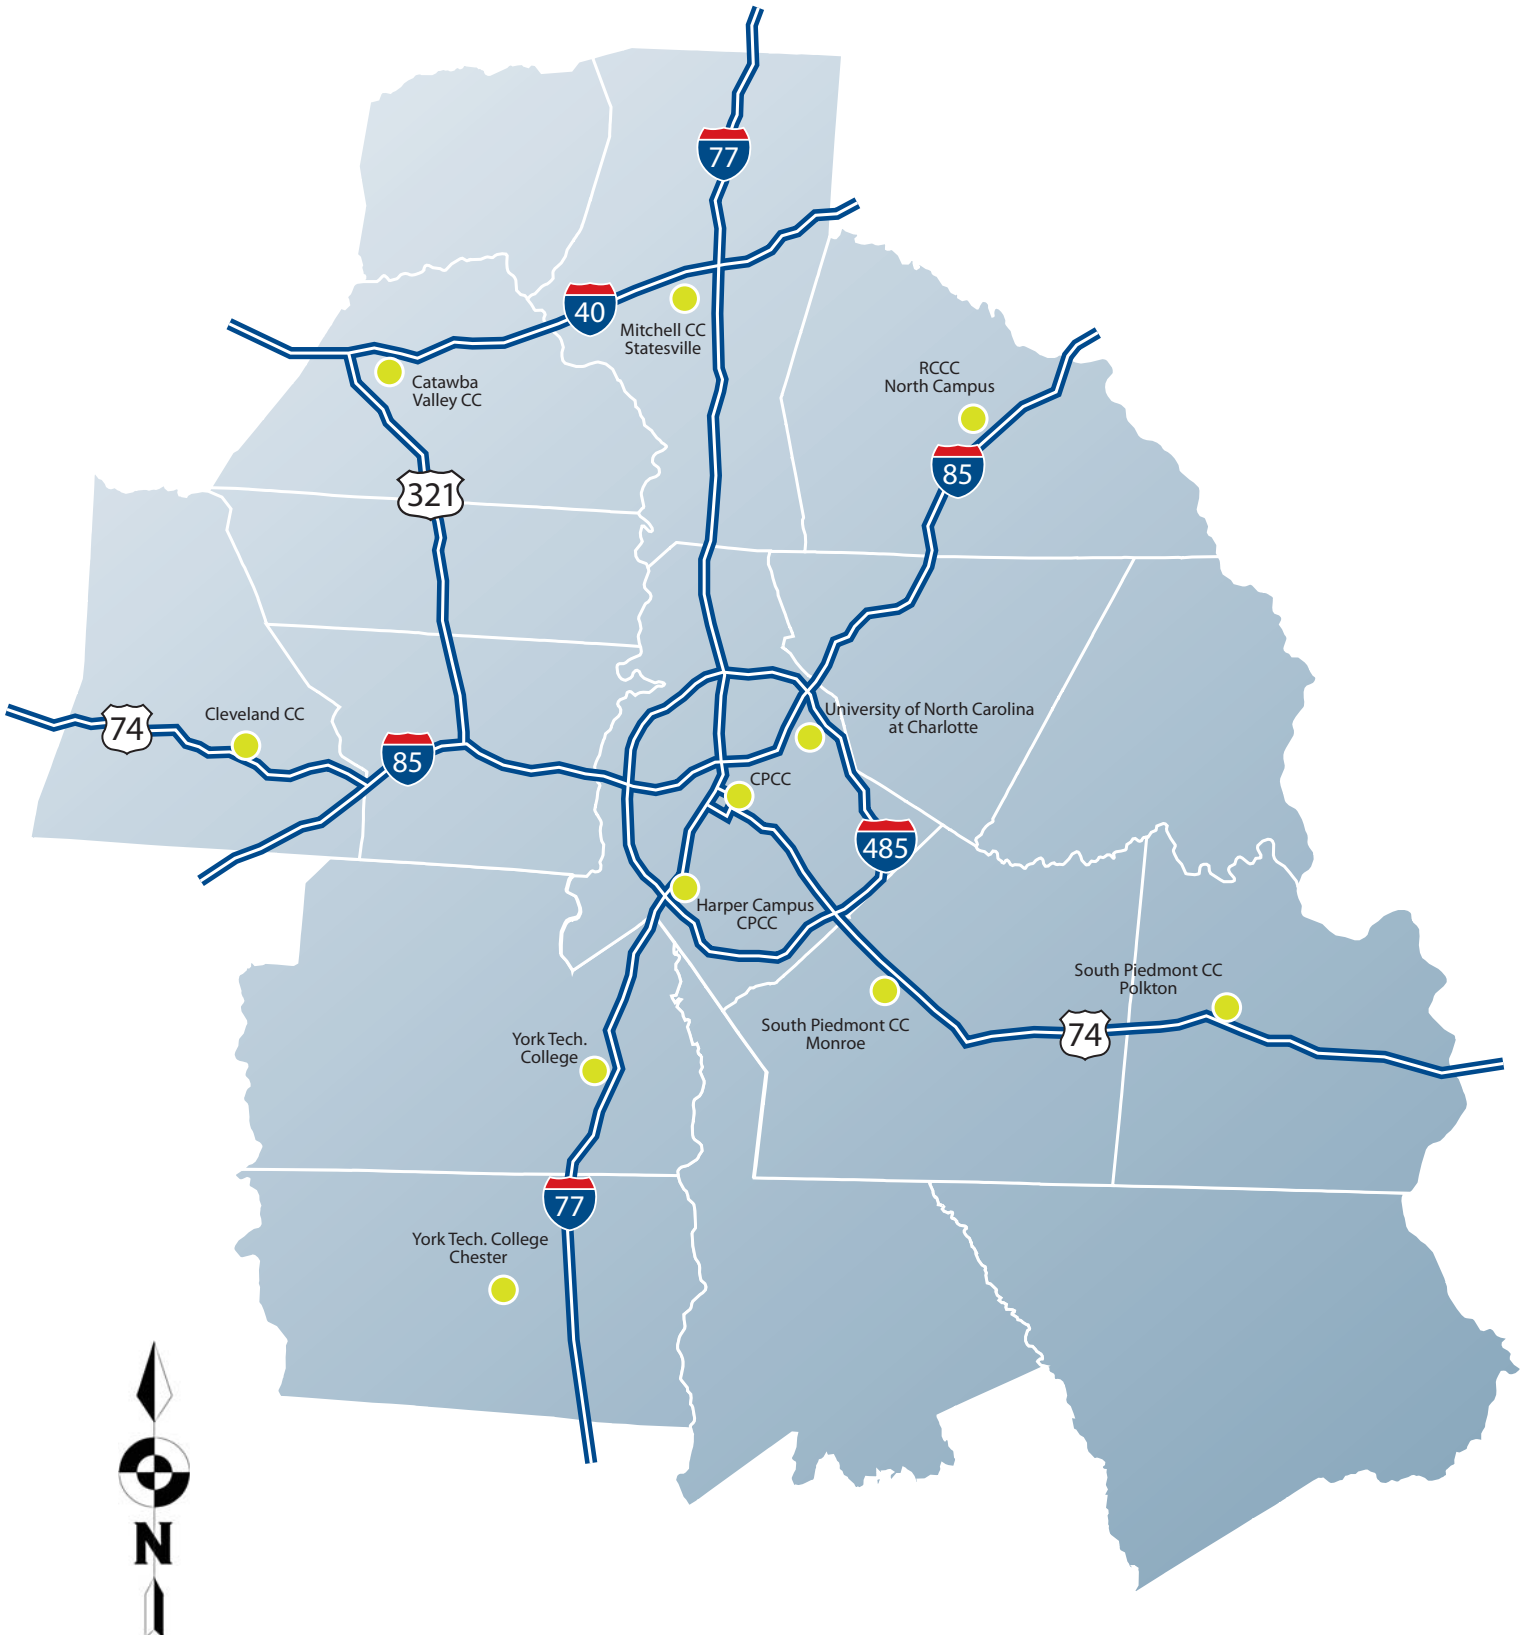 77
40
Mitchell CC
Statesville
Catawba
Valley CC
RCCC
North Campus
85
321
Cleveland CC
74
85
University of North Carolina
at Charlotte
CPCC
485
Harper Campus
CPCC
South Piedmont CC
Polkton
South Piedmont CC
Monroe
74
York Tech.
College
77
York Tech. College
Chester
N